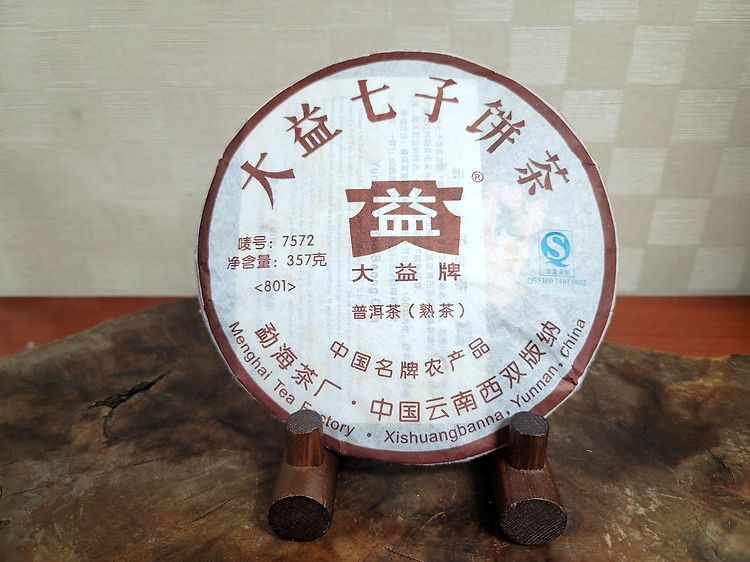 大益七子饼茶
益
®
唛号：7572
净含量：357克
<801>
大益牌
普洱茶（熟茶）
中国名牌农产品
勐海茶厂·中国云南西双版纳
Menghai Tea Factory · Xishuangbanna, Yunnan, China